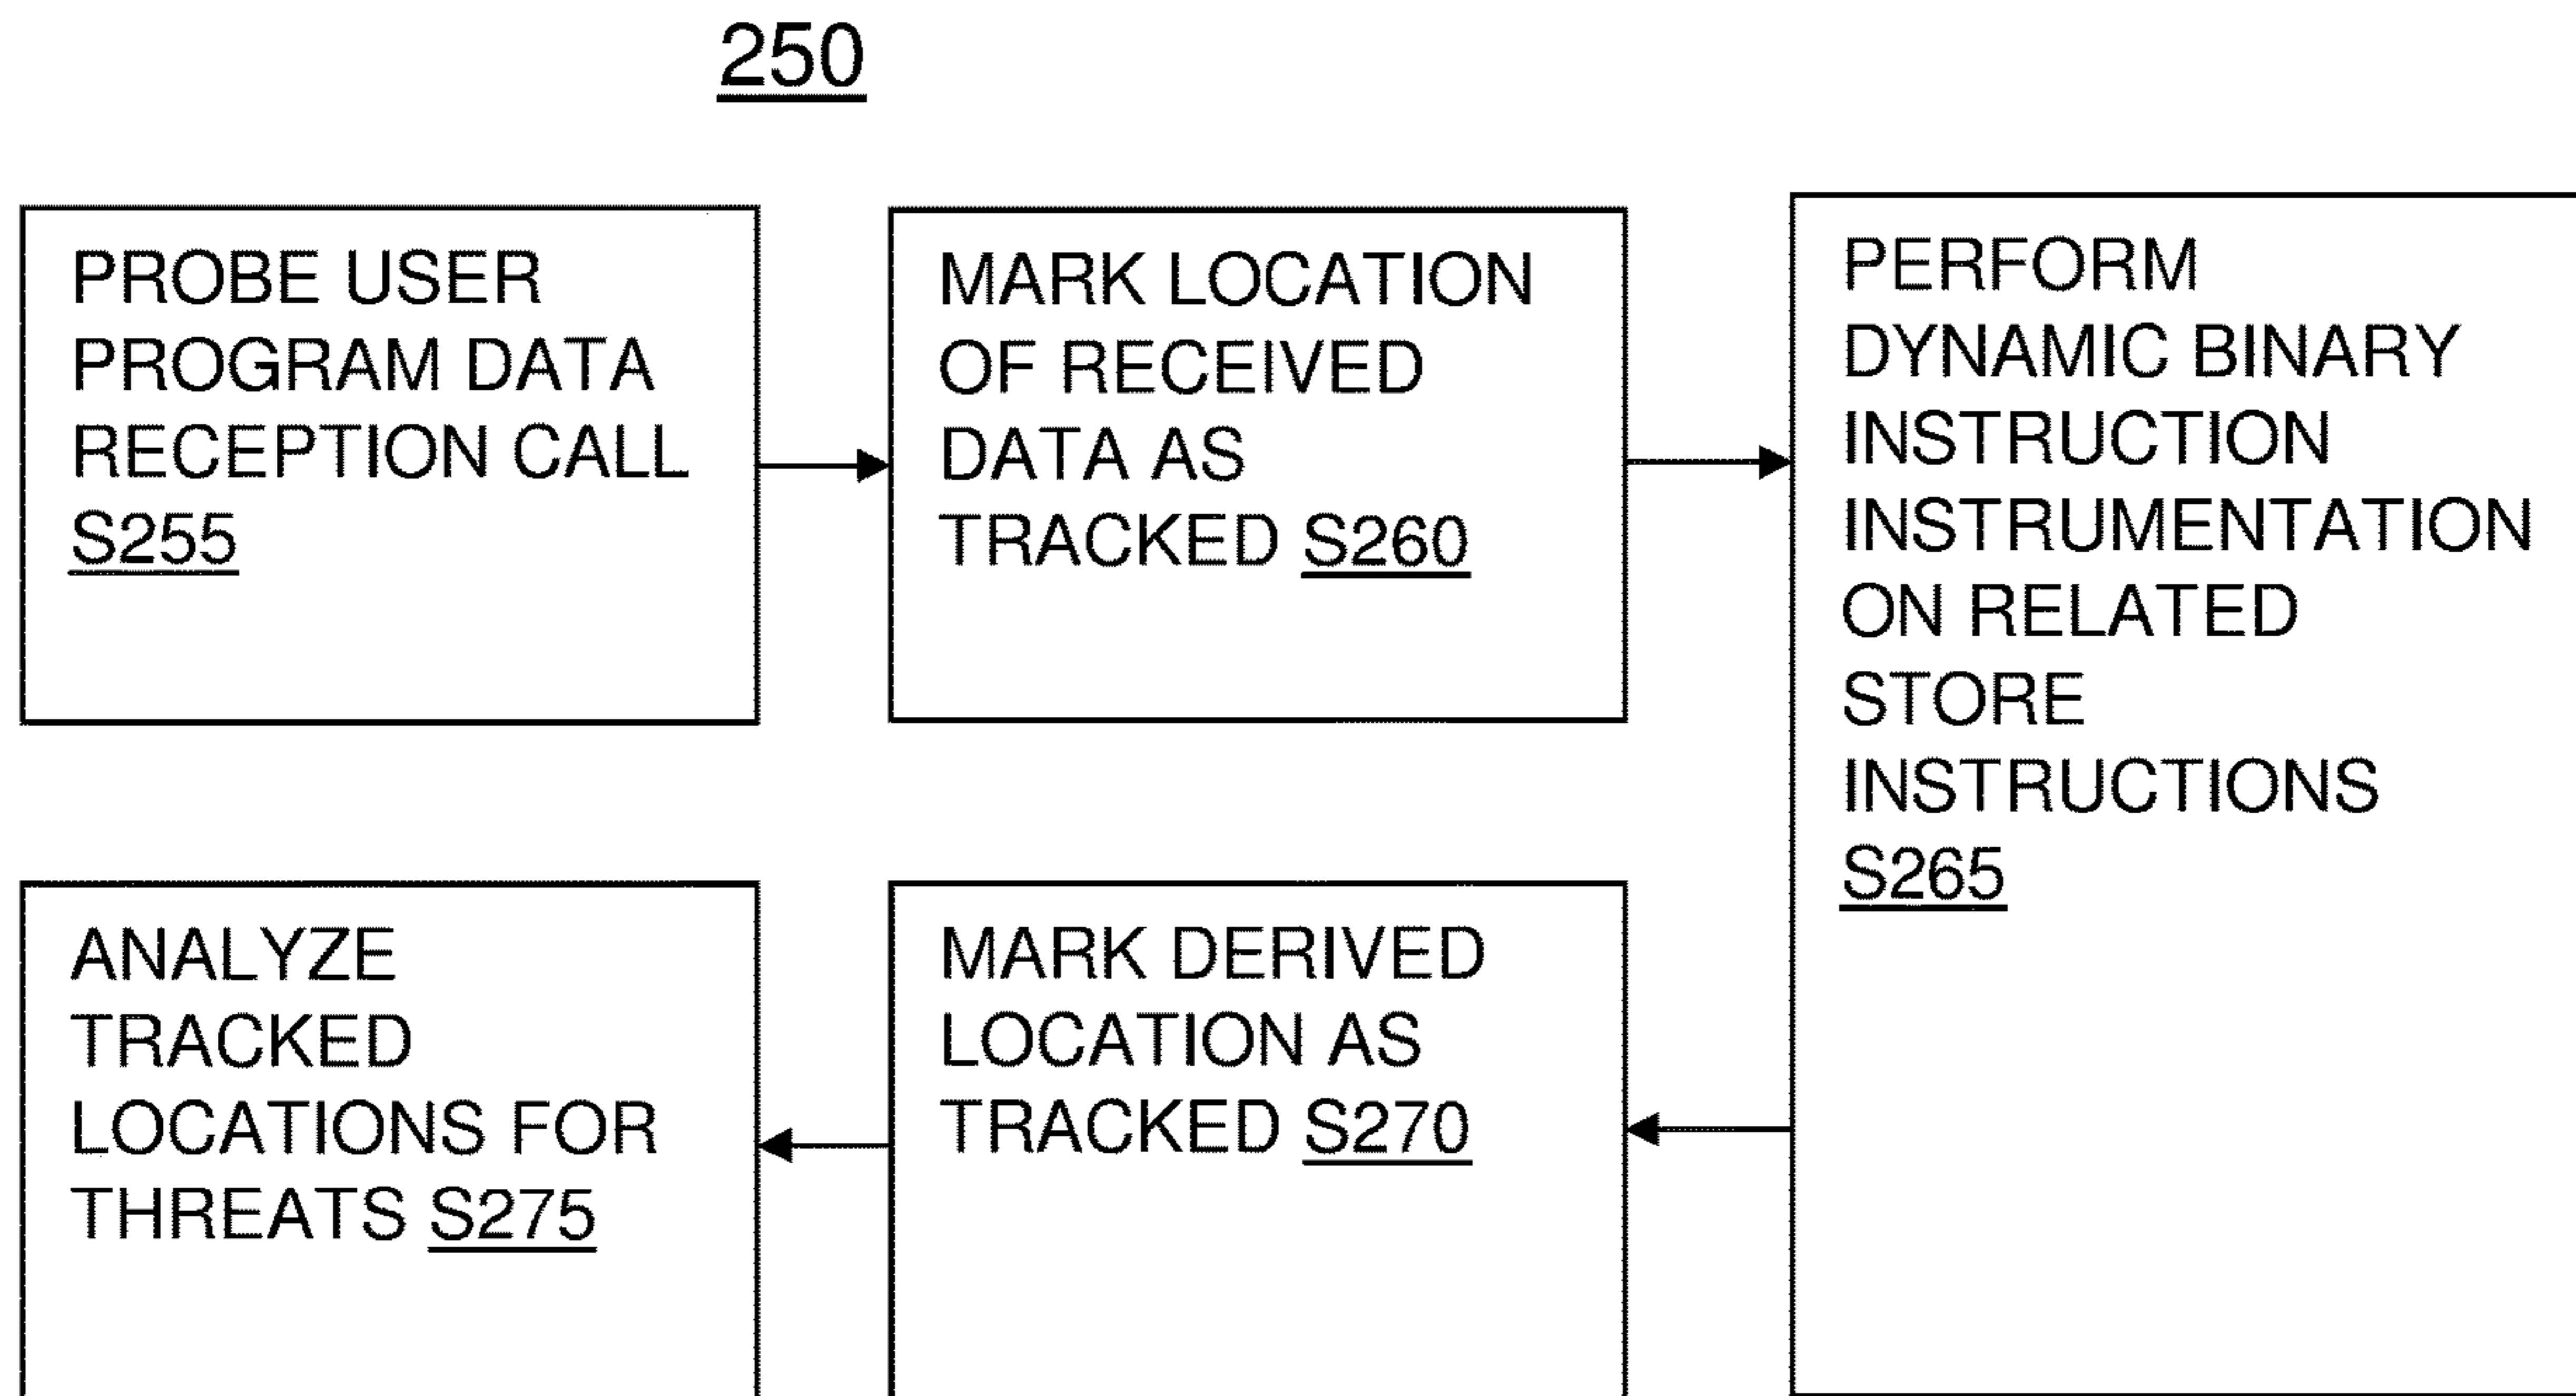 250
PROBE USER
PROGRAM DATA
RECEPTION CALL
S255
MARK LOCATION
OF RECEIVED
DATA AS
TRACKED S260
PERFORM
DYNAMIC BINARY
INSTRUCTION
INSTRUMENTATION
ON RELATED
STORE
INSTRUCTIONS
S265
MARK DERIVED
LOCATION AS
TRACKED S270
ANALYZE
TRACKED
LOCATIONS FOR
THREATS S275